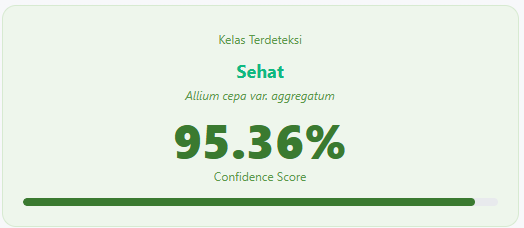 Kelas Terdeteksi
Sehat
Allium cepa var. aggregatum
95.36%
Confidence Score